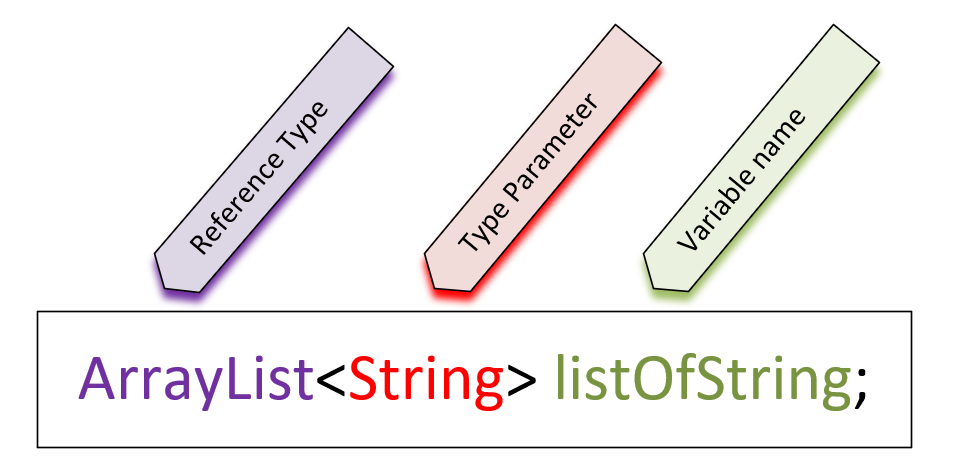 Reference Type
Type Parameter
Variable name
ArrayList<String> listOfString;